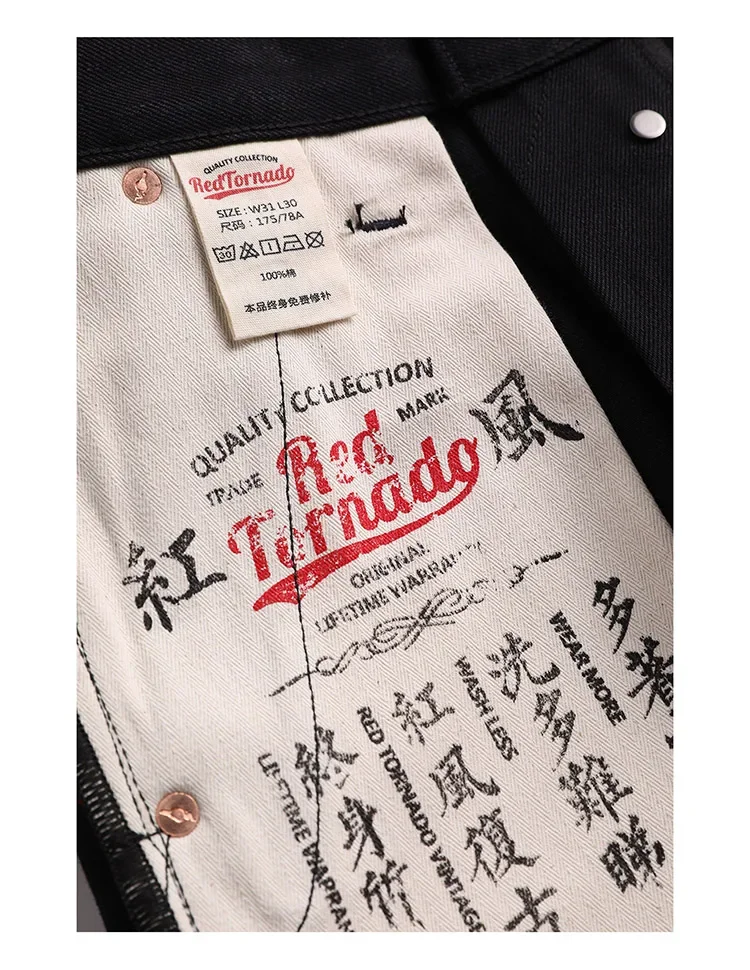 QUALITY COLLECTION
RedTornado
SIZE : W31 L30
尺码 : 175/78A
30
100%棉
本品终身免费修补
QUALITY COLLECTION
TRADE
MARK
Red
Tornado
紅
風
ORIGINAL
LIFETIME WARRANTY
多著
WEAR MORE
洗多難睇
WASH LESS
紅風復古
RED TORNADO VINTAGE
終身
LIFETIME WARRAN